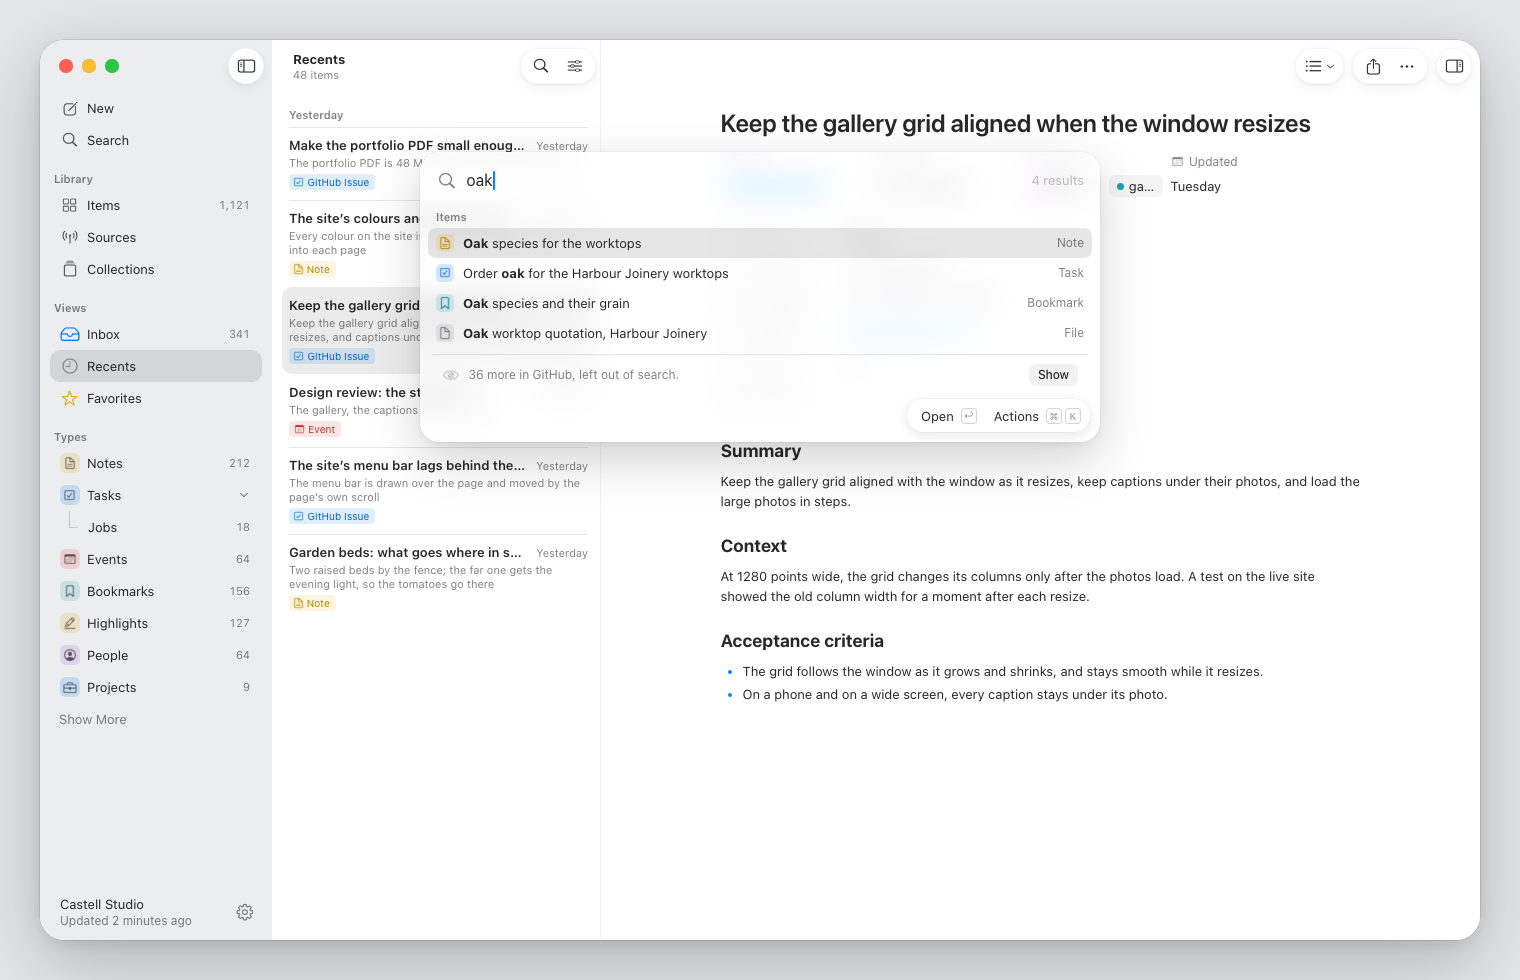 New
Search
Library
Items 1,121
Sources
Collections
Views
Inbox 341
Recents
Favorites
Types
Notes 212
Tasks
Jobs 18
Events 64
Bookmarks 156
Highlights 127
People 64
Projects 9
Show More
Castell Studio
Updated 2 minutes ago
Recents
48 items
Yesterday
Make the portfolio PDF small enoug... Yesterday
The portfolio PDF is 48 M
GitHub Issue
The site's colours an
Every colour on the site i
into each page
Note
Keep the gallery grid
Keep the gallery grid alig
resizes, and captions unc
GitHub Issue
Design review: the st
The gallery, the captions
Event
The site's menu bar lags behind the... Yesterday
The menu bar is drawn over the page and moved by the
page's own scroll
GitHub Issue
Garden beds: what goes where in s... Yesterday
Two raised beds by the fence; the far one gets the
evening light, so the tomatoes go there
Note
oak
4 results
Items
Oak species for the worktops Note
Order oak for the Harbour Joinery worktops Task
Oak species and their grain Bookmark
Oak worktop quotation, Harbour Joinery File
36 more in GitHub, left out of search. Show
Open ↩ Actions ⌘ K
Keep the gallery grid aligned when the window resizes
Updated
ga... Tuesday
Summary
Keep the gallery grid aligned with the window as it resizes, keep captions under their photos, and load the
large photos in steps.
Context
At 1280 points wide, the grid changes its columns only after the photos load. A test on the live site
showed the old column width for a moment after each resize.
Acceptance criteria
• The grid follows the window as it grows and shrinks, and stays smooth while it resizes.
• On a phone and on a wide screen, every caption stays under its photo.